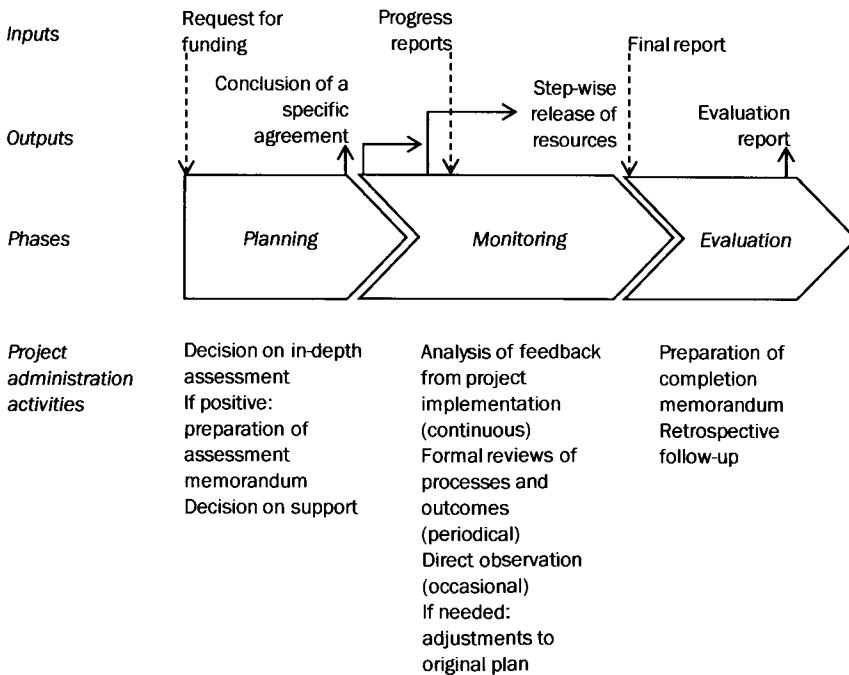 Inputs
Request for
funding
Progress
reports
Final report
Outputs
Conclusion of a
specific
agreement
Step-wise
release of
resources
Evaluation
report
Phases
Planning
Monitoring
Evaluation
Project
administration
activities
Decision on in-depth
assessment
If positive:
preparation of
assessment
memorandum
Decision on support
Analysis of feedback
from project
implementation
(continuous)
Formal reviews of
processes and
outcomes
(periodical)
Direct observation
(occasional)
If needed:
adjustments to
original plan
Preparation of
completion
memorandum
Retrospective
follow-up